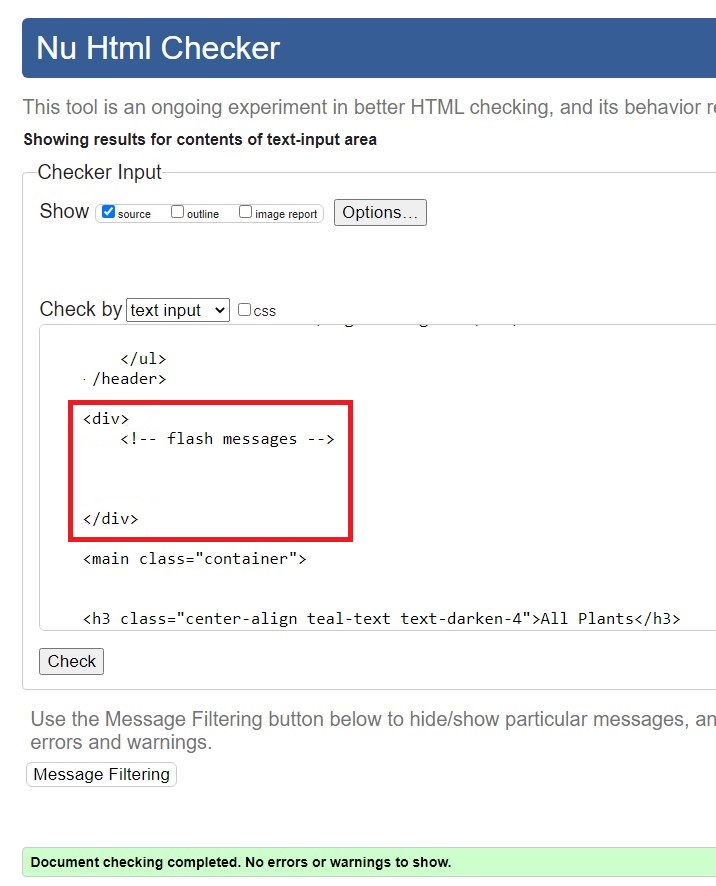 Nu Html Checker
This tool is an ongoing experiment in better HTML checking, and its behavior
Showing results for contents of text-input area
Checker Input
Show source outline image report Options...
Check by text input css
</ul>
/header>
<div>
<!-- flash messages -->
</div>
<main class="container">
<h3 class="center-align teal-text text-darken-4">All Plants</h3>
Check
Use the Message Filtering button below to hide/show particular messages,
errors and warnings.
Message Filtering
Document checking completed. No errors or warnings to show.